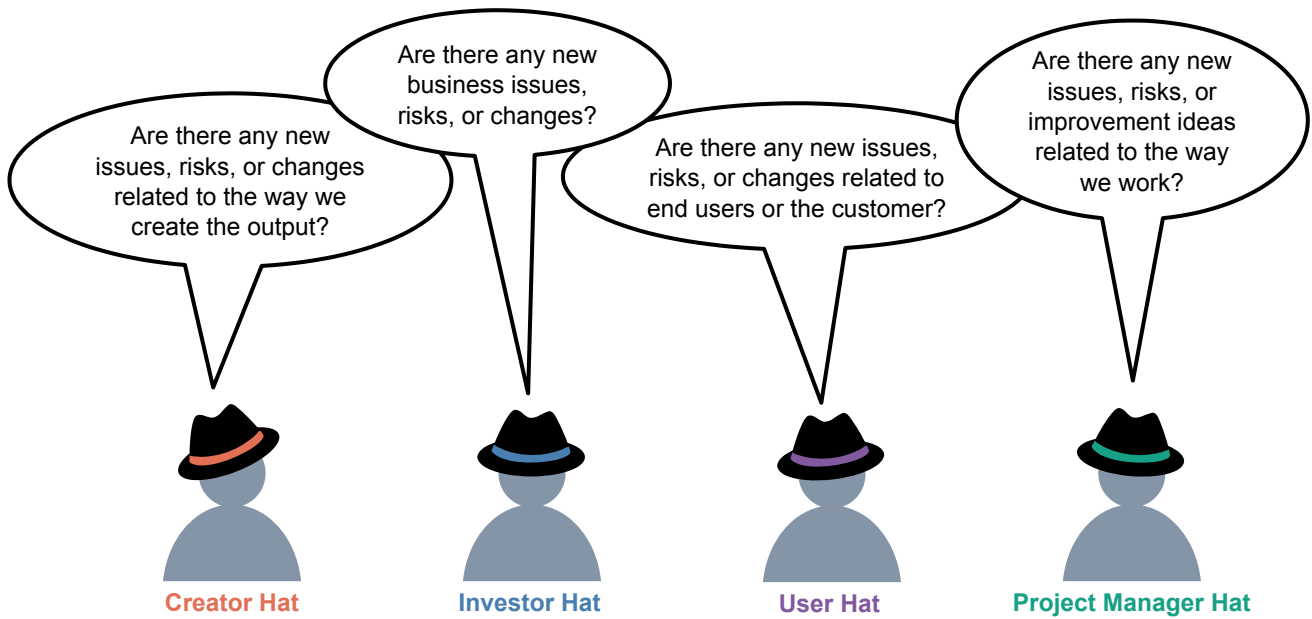 Are there any new
issues, risks, or changes
related to the way we
create the output?
Are there any new
business issues,
risks, or changes?
Are there any new issues,
risks, or changes related to
end users or the customer?
Are there any new
issues, risks, or
improvement ideas
related to the way
we work?
Creator Hat
Investor Hat
User Hat
Project Manager Hat